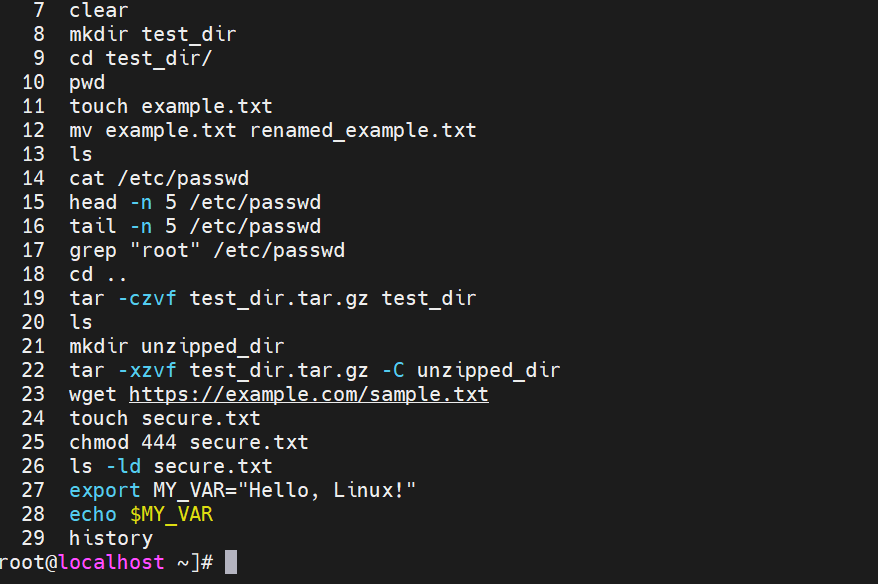 7 clear
8 mkdir test_dir
9 cd test_dir/
10 pwd
11 touch example.txt
12 mv example.txt renamed_example.txt
13 ls
14 cat /etc/passwd
15 head -n 5 /etc/passwd
16 tail -n 5 /etc/passwd
17 grep "root" /etc/passwd
18 cd ..
19 tar -czvf test_dir.tar.gz test_dir
20 ls
21 mkdir unzipped_dir
22 tar -xzvf test_dir.tar.gz -C unzipped_dir
23 wget https://example.com/sample.txt
24 touch secure.txt
25 chmod 444 secure.txt
26 ls -ld secure.txt
27 export MY_VAR="Hello, Linux!"
28 echo $MY_VAR
29 history
root@localhost ~]#